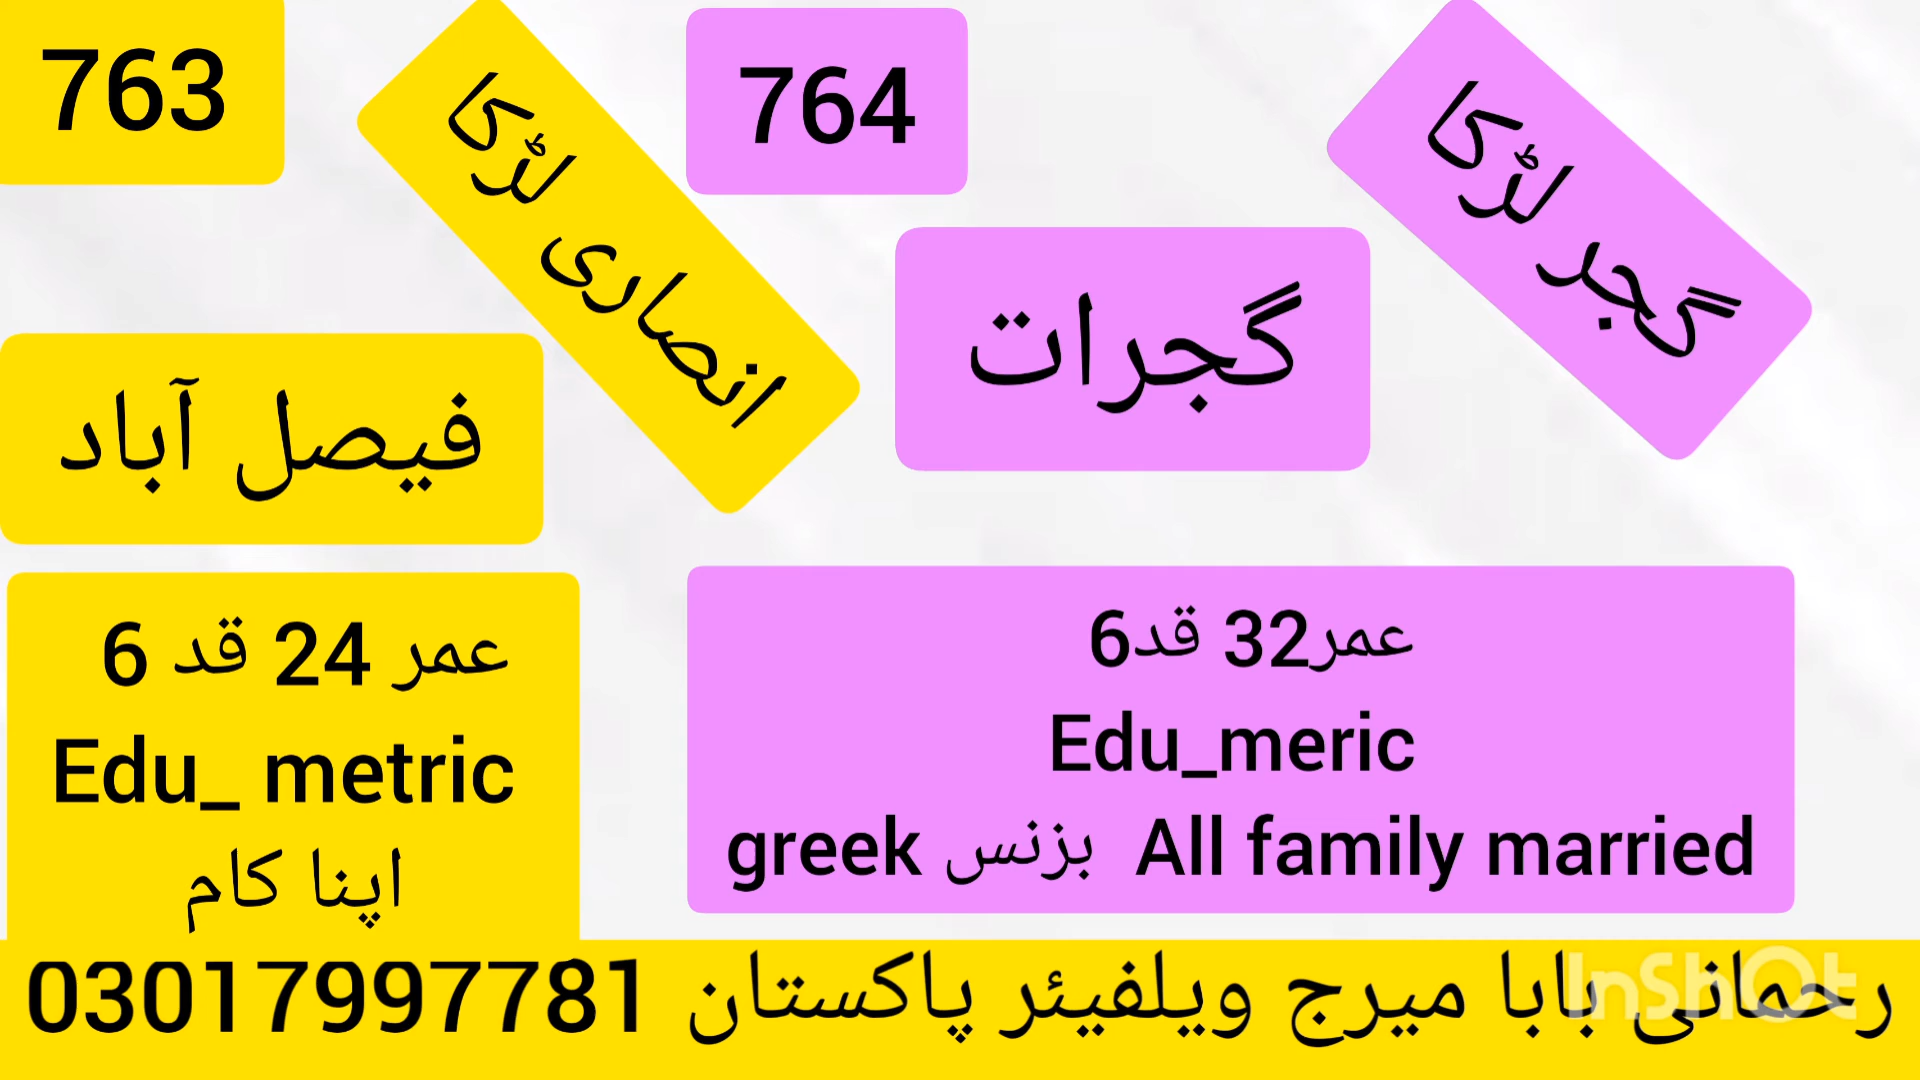 763
انصاری لڑکا
فیصل آباد
عمر 24 قد 6
Edu_ metric
اپنا کام
764
گجر لڑکا
گجرات
عمر32 قد6
Edu_meric
greek بزنس All family married
رحمانی بابا میرج ویلفیئر پاکستان 03017997781
InShOt